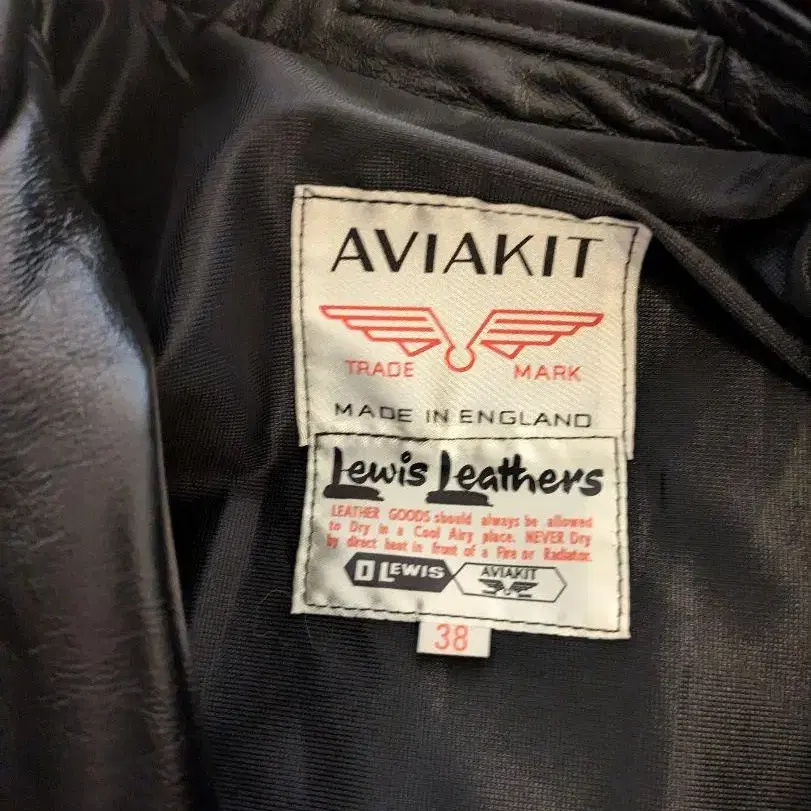 AVIAKIT
TRADE MARK
MADE IN ENGLAND
Lewis Leathers
LEATHER GOODS should always be allowed
to Dry in a Cool Airy place. NEVER Dry
by direct heat in front of a Fire or Radiator.
D LEWIS AVIAKIT
38